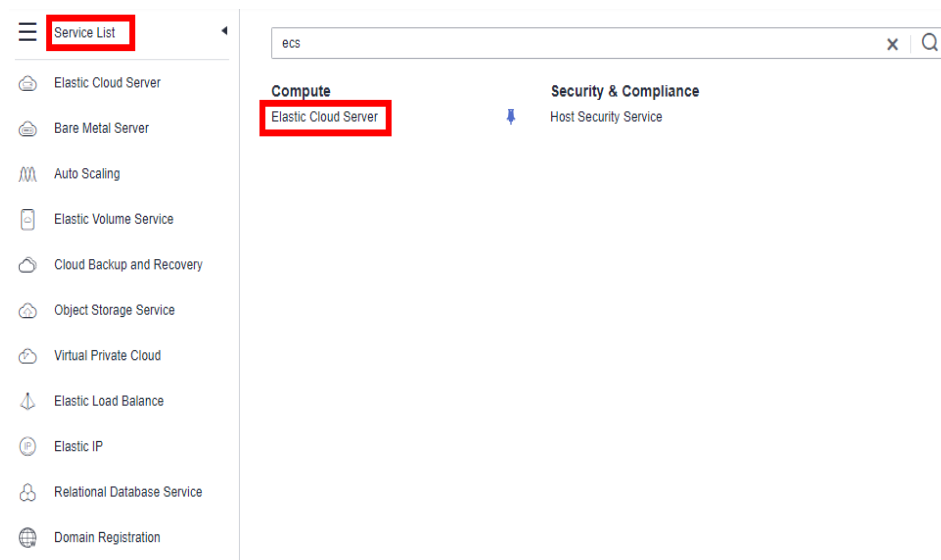 Service List
Elastic Cloud Server
Bare Metal Server
Auto Scaling
Elastic Volume Service
Cloud Backup and Recovery
Object Storage Service
Virtual Private Cloud
Elastic Load Balance
IP Elastic IP
Relational Database Service
Domain Registration
ecs
Compute
Elastic Cloud Server
Security & Compliance
Host Security Service